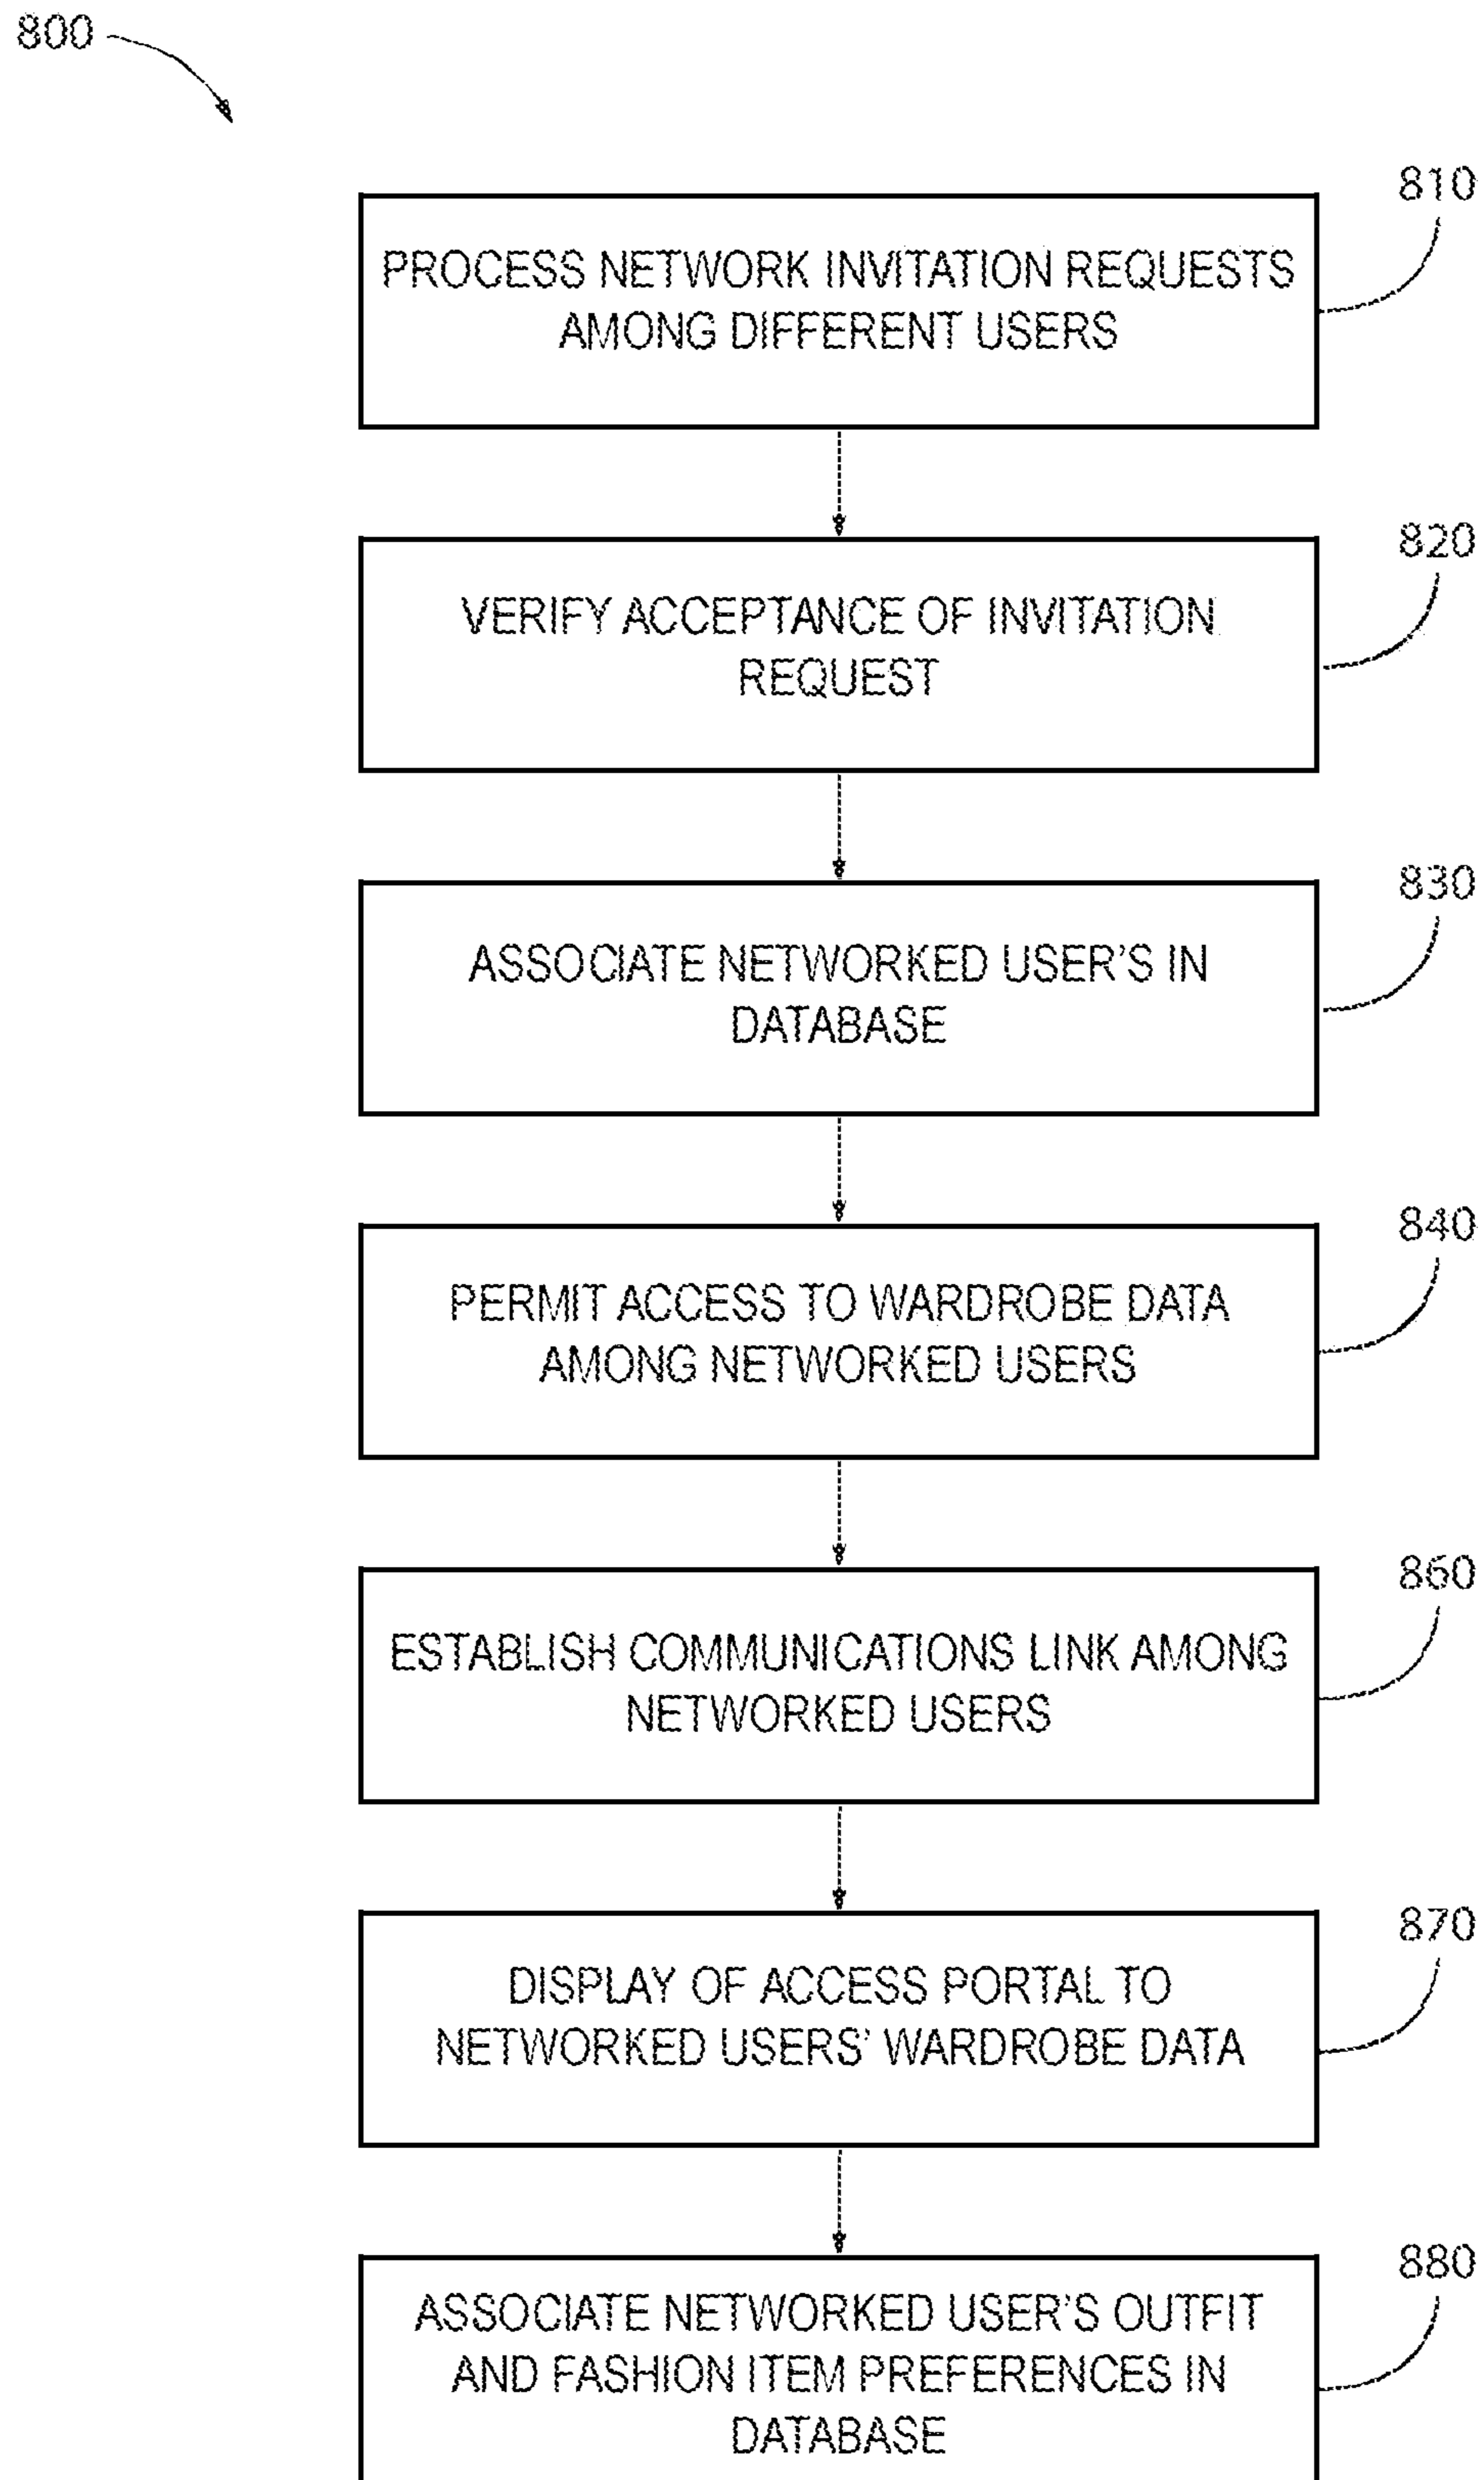 800
810
PROCESS NETWORK INVITATION REQUESTS
AMONG DIFFERENT USERS
820
VERIFY ACCEPTANCE OF INVITATION
REQUEST
830
ASSOCIATE NETWORKED USER'S IN
DATABASE
840
PERMIT ACCESS TO WARDROBE DATA
AMONG NETWORKED USERS
860
ESTABLISH COMMUNICATIONS LINK AMONG
NETWORKED USERS
870
DISPLAY OF ACCESS PORTAL TO
NETWORKED USERS' WARDROBE DATA
880
ASSOCIATE NETWORKED USER'S OUTFIT
AND FASHION ITEM PREFERENCES IN
DATABASE